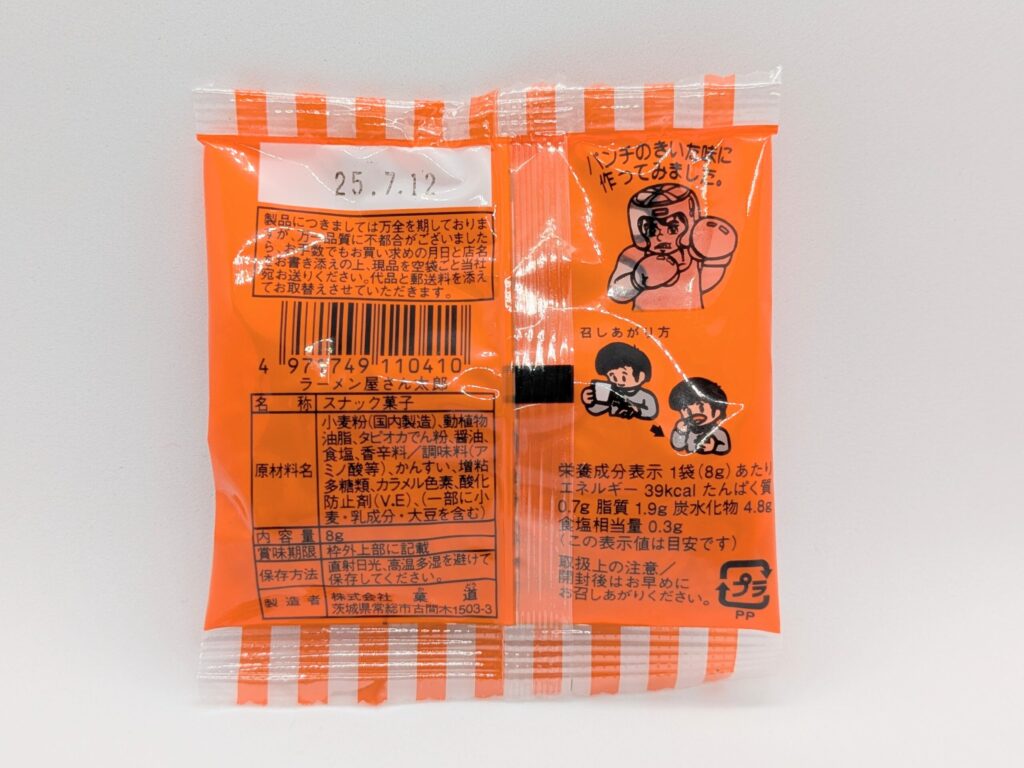 25.7.12
製品につきましては万全を期しておりま
すが、万一品質に不都合がございました
ら、お手数でもお買い求めの月日と店名
をお書き添えの上、現品を空袋ごと当社
宛お送りください。代品と郵送料を添え
てお取替えさせていただきます。
4 971749 110410
ラーメン屋さん太郎
名 称 スナック菓子
原材料名 小麦粉(国内製造)、動植物
油脂、タピオカでん粉、醤油、
食塩、香辛料/調味料(ア
ミノ酸等)、かんすい、増粘
多糖類、カラメル色素、酸化
防止剤(V.E)、(一部に小
麦・乳成分・大豆を含む)
内容量 8g
賞味期限 枠外上部に記載
保存方法 直射日光、高温多湿を避けて
保存してください。
製造者 株式会社 菓道
茨城県常総市古間木1503-3
パンチのきいた味に
作ってみました。
召しあがり方
栄養成分表示 1袋(8g)あたり
エネルギー 39kcal たんぱく質
0.7g 脂質 1.9g 炭水化物 4.8g
食塩相当量 0.3g
(この表示値は目安です)
取扱上の注意/
開封後はお早めに
お召しあがりください。
プラ
PP